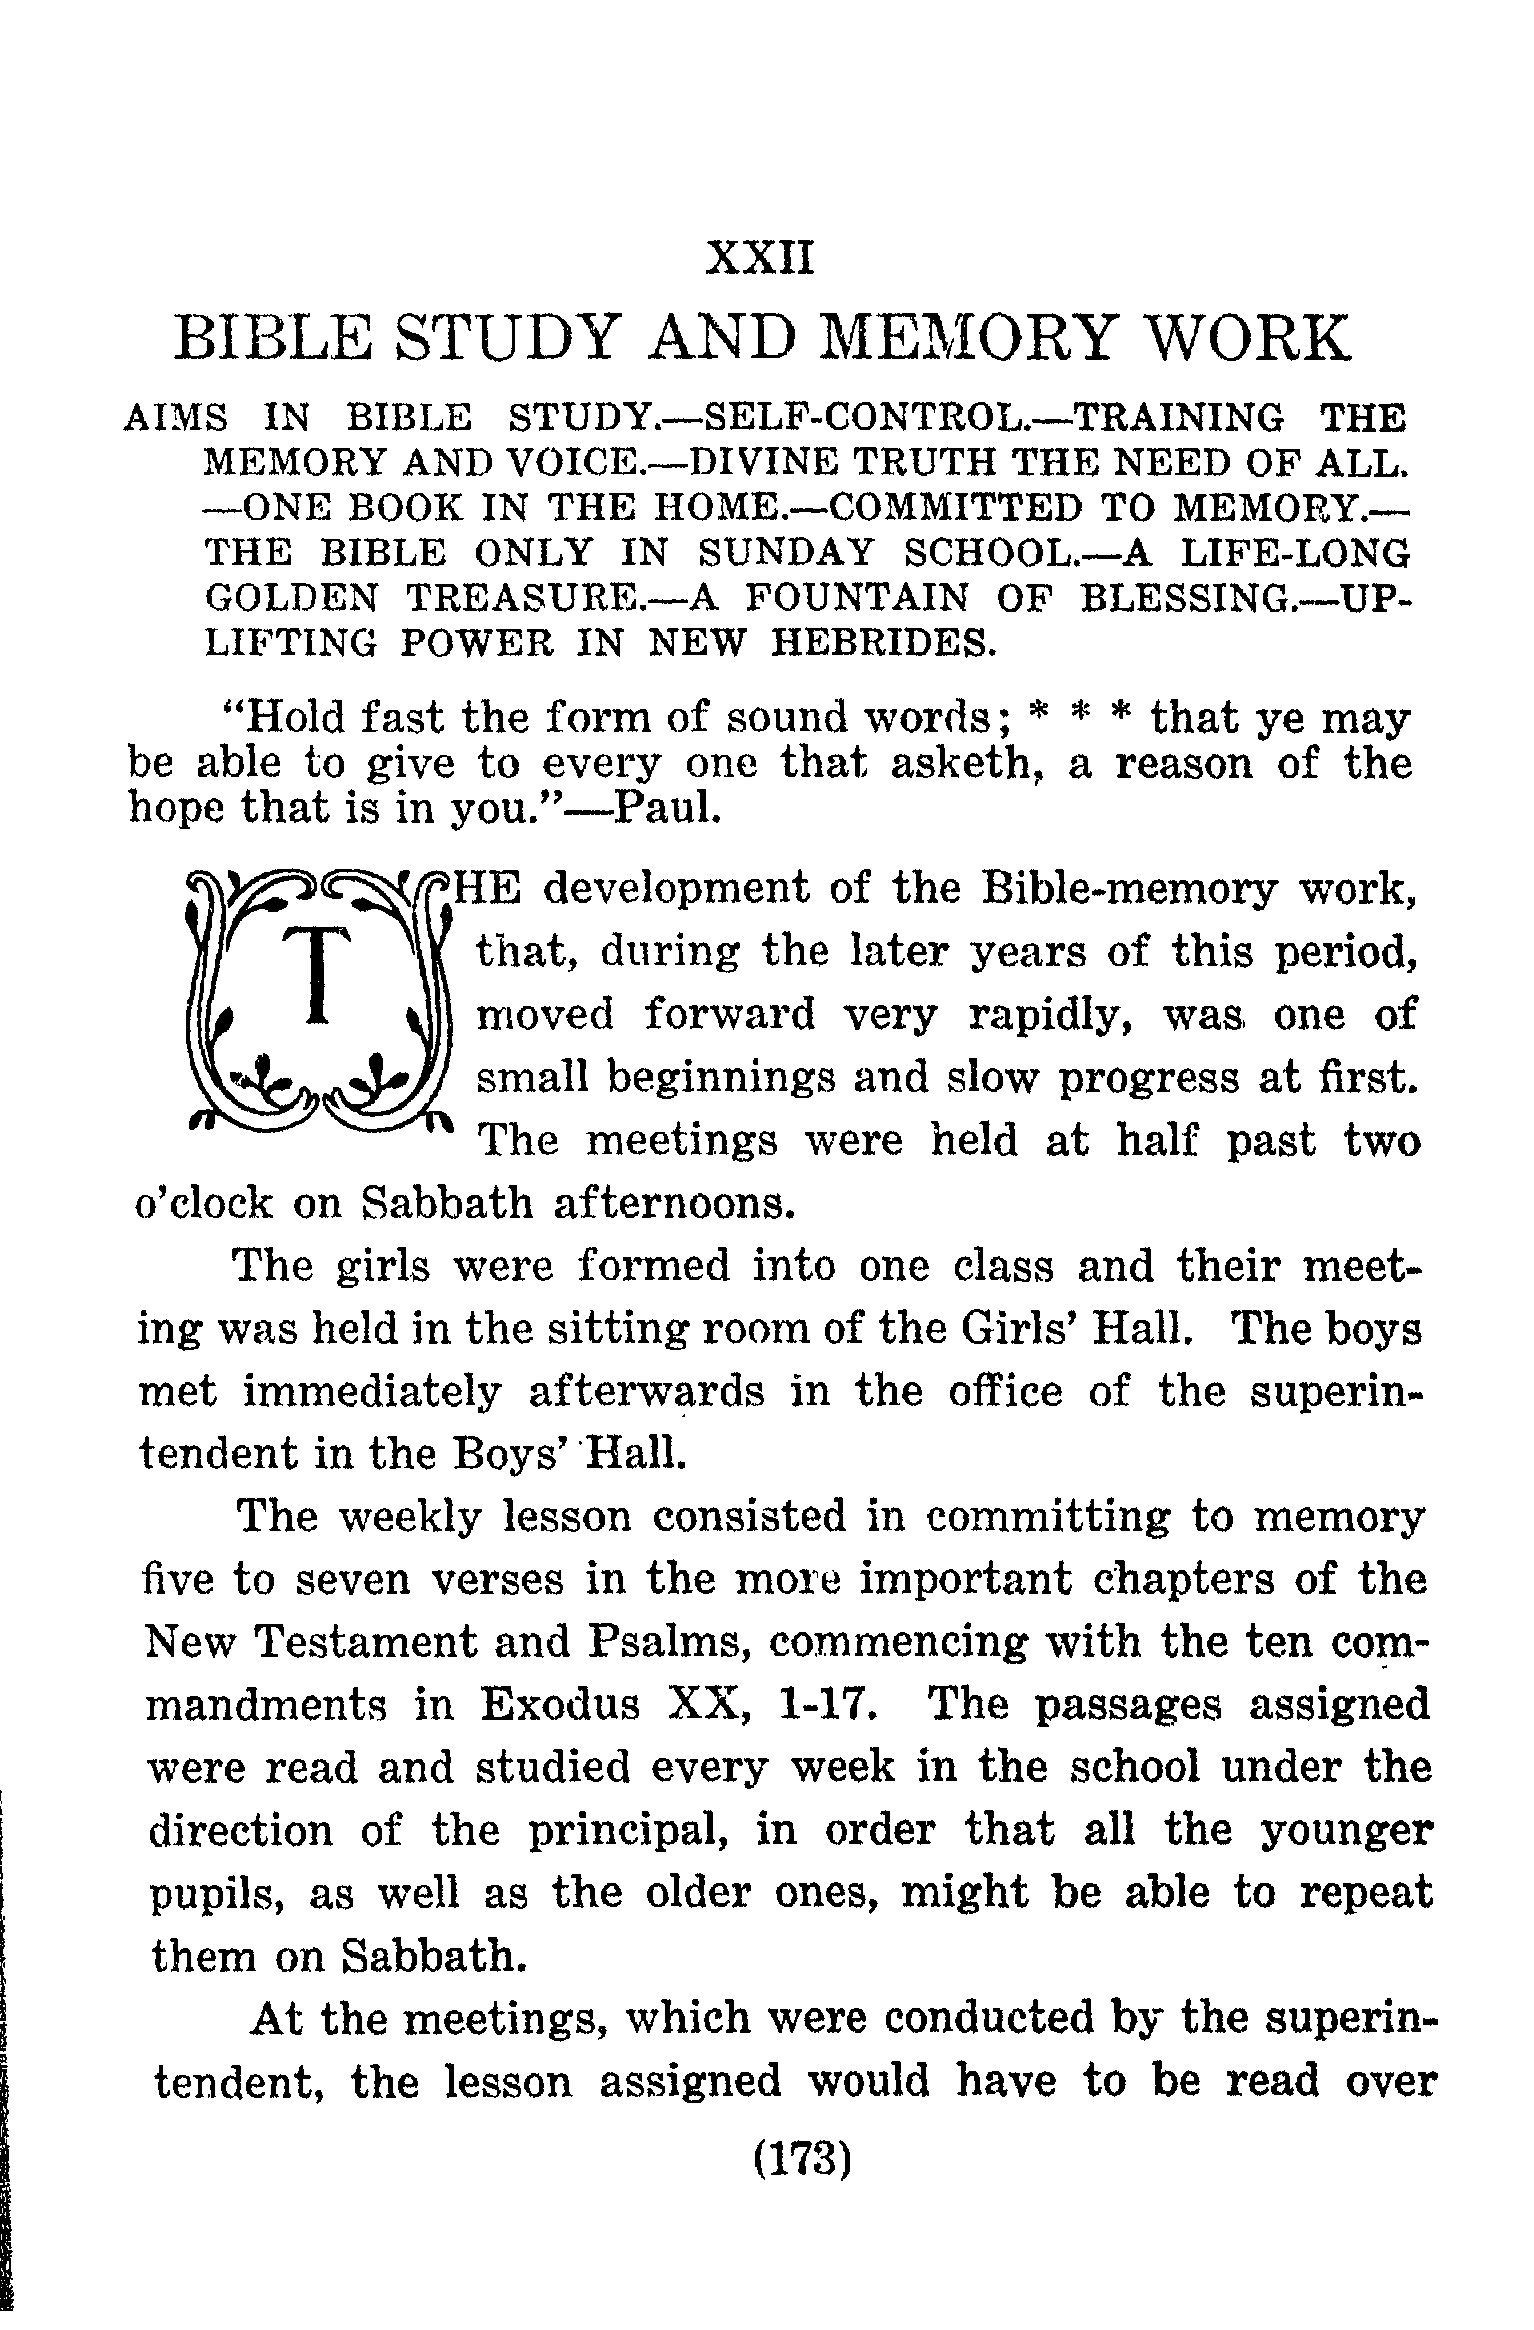 XXII
BIBLE STUDY AND MEMORY WORK
AIMS IN BIBLE STUDY.—SELF-CONTROL.—TRAINING THE
MEMORY AND VOICE.—DIVINE TRUTH THE NEED OF ALL.
—ONE BOOK IN THE HOME.—COMMITTED TO MEMORY.—
THE BIBLE ONLY IN SUNDAY SCHOOL.—A LIFE-LONG
GOLDEN TREASURE.—A FOUNTAIN OF BLESSING.—UP-
LIFTING POWER IN NEW HEBRIDES.
"Hold fast the form of sound words; * * * that ye may
be able to give to every one that asketh, a reason of the
hope that is in you."—Paul.
THE development of the Bible-memory work,
that, during the later years of this period,
moved forward very rapidly, was one of
small beginnings and slow progress at first.
The meetings were held at half past two
o'clock on Sabbath afternoons.
The girls were formed into one class and their meet-
ing was held in the sitting room of the Girls' Hall. The boys
met immediately afterwards in the office of the superin-
tendent in the Boys' Hall.
The weekly lesson consisted in committing to memory
five to seven verses in the more important chapters of the
New Testament and Psalms, commencing with the ten com-
mandments in Exodus XX, 1-17. The passages assigned
were read and studied every week in the school under the
direction of the principal, in order that all the younger
pupils, as well as the older ones, might be able to repeat
them on Sabbath.
At the meetings, which were conducted by the superin-
tendent, the lesson assigned would have to be read over
(173)